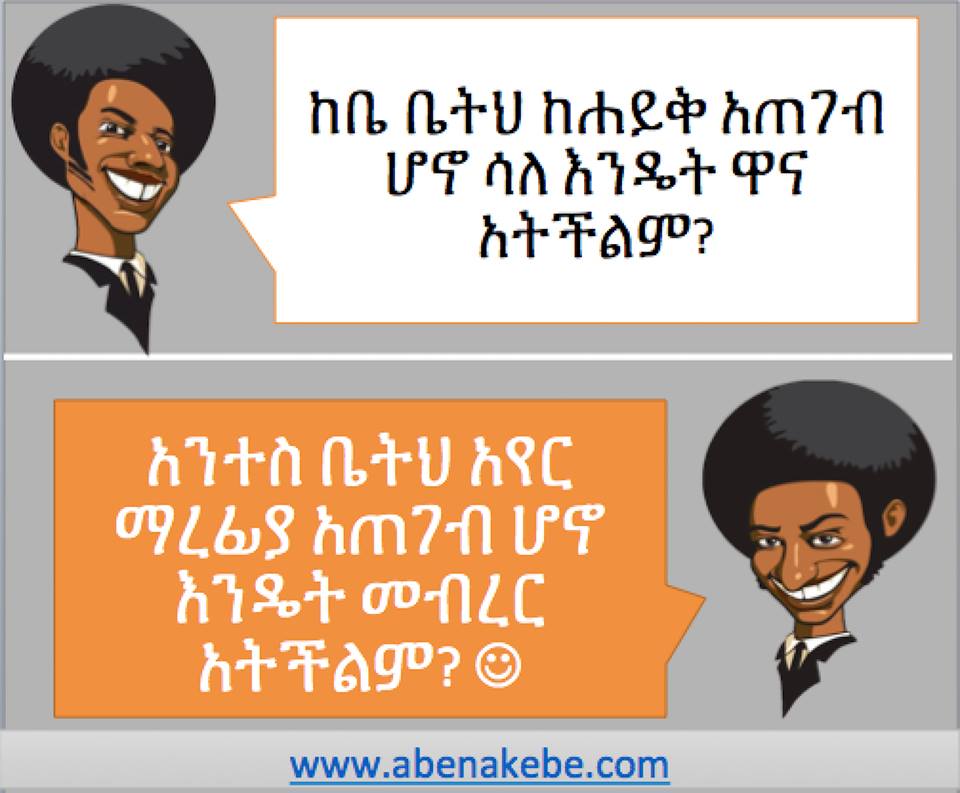 ከቤ ቤትህ ከሐይቅ አጠገብ
ሆኖ ሳለ እንዴት ዋና
አትችልም?
አንተስ ቤትህ አየር
ማረፊያ አጠገብ ሆኖ
እንዴት መብረር
አትችልም? ☺
www.abenakebe.com